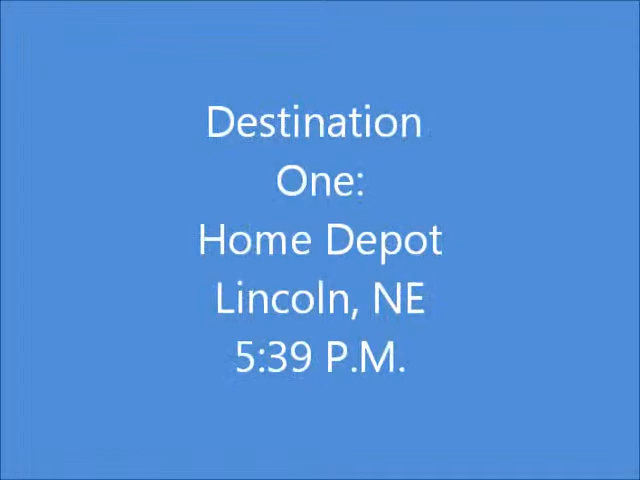 Destination
One:
Home Depot
Lincoln, NE
5:39 P.M.